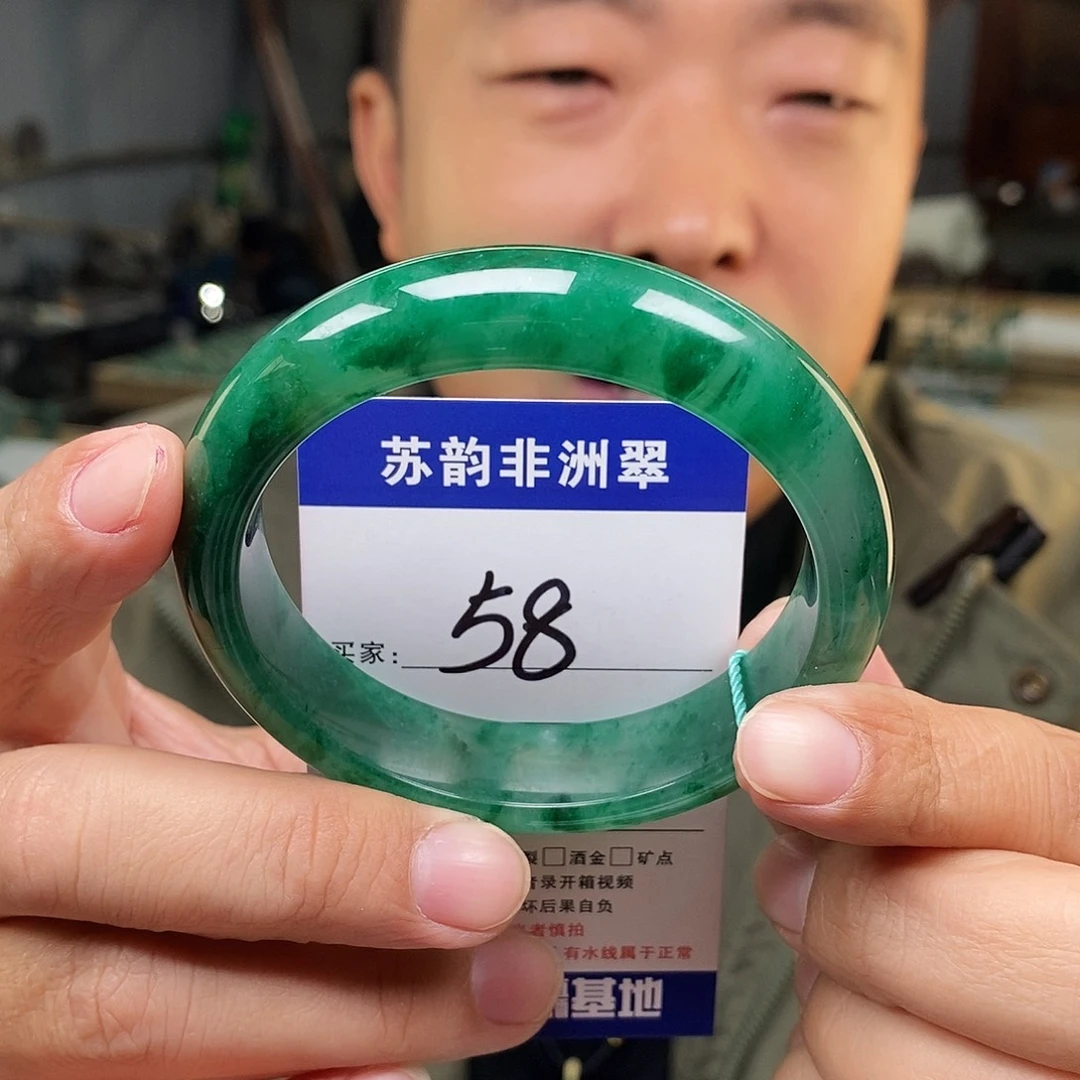 苏韵非洲翠
买家: 58
裂□酒金□矿点
录开箱视频
坏后果自负
者慎拍
有水线属于正常
基地